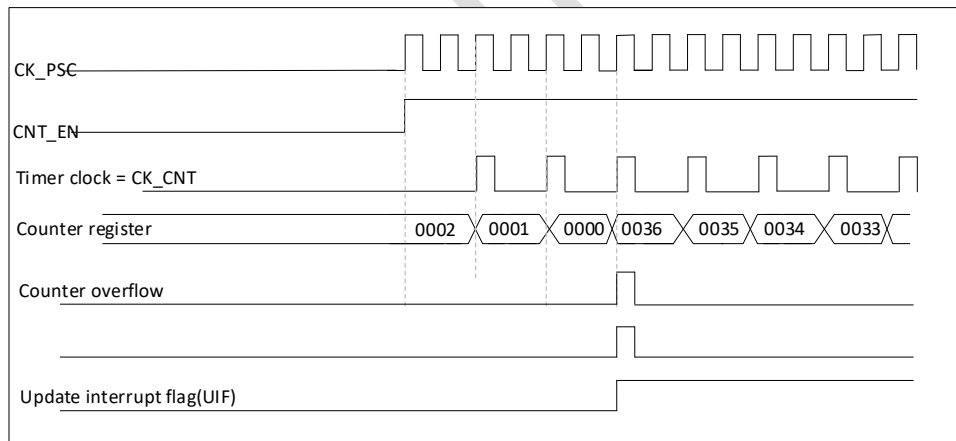 CK_PSC
CNT_EN
Timer clock = CK_CNT
Counter register 0002 0001 0000 0036 0035 0034 0033
Counter overflow
Update interrupt flag(UIF)